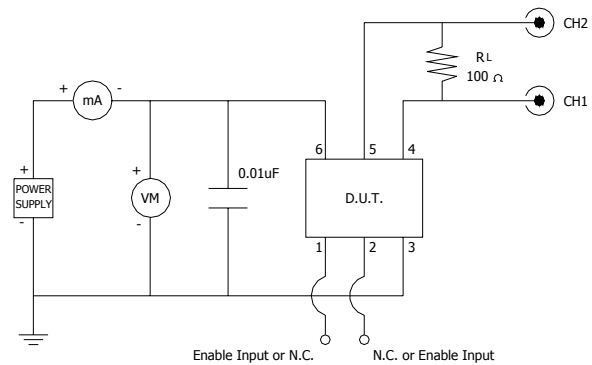 CH2
RL
100 Ω
CH1
+
mA
-
6
5
4
0.01uF
+
POWER
SUPPLY
-
+
VM
-
D.U.T.
1
2
3
Enable Input or N.C.
N.C. or Enable Input